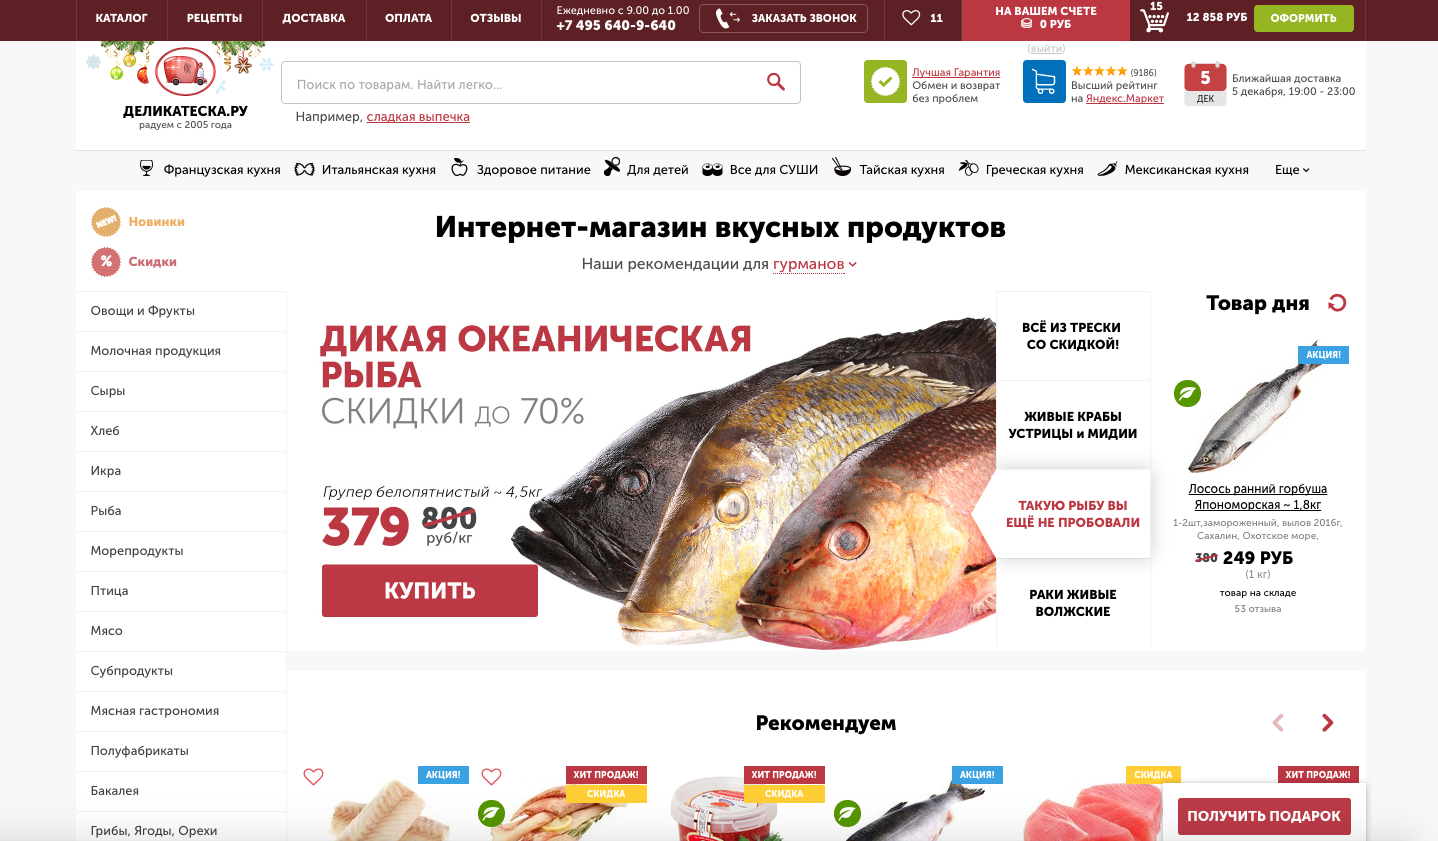 КАТАЛОГ
РЕЦЕПТЫ
ДОСТАВКА
ОПЛАТА
ОТЗЫВЫ
Ежедневно с 9.00 до 1.00
+7 495 640-9-640
ЗАКАЗАТЬ ЗВОНОК
11
НА ВАШЕМ СЧЕТЕ
0 РУБ
15
12 858 РУБ
ОФОРМИТЬ
(выйти)
ДЕЛИКАТЕСКА.РУ
радуем с 2005 года
Поиск по товарам. Найти легко...
Например, сладкая выпечка
Лучшая Гарантия
Обмен и возврат
без проблем
(9186)
Высший рейтинг
на Яндекс.Маркет
5
ДЕК
Ближайшая доставка
5 декабря, 19:00 - 23:00
Французская кухня
Итальянская кухня
Здоровое питание
Для детей
Все для СУШИ
Тайская кухня
Греческая кухня
Мексиканская кухня
Еще
NEW!
Новинки
%
Скидки
Овощи и Фрукты
Молочная продукция
Сыры
Хлеб
Икра
Рыба
Морепродукты
Птица
Мясо
Субпродукты
Мясная гастрономия
Полуфабрикаты
Бакалея
Грибы, Ягоды, Орехи
Интернет-магазин вкусных продуктов
Наши рекомендации для гурманов
ДИКАЯ ОКЕАНИЧЕСКАЯ
РЫБА
СКИДКИ ДО 70%
Групер белопятнистый ~ 4,5кг
379 800
руб/кг
КУПИТЬ
ВСЁ ИЗ ТРЕСКИ
СО СКИДКОЙ!
ЖИВЫЕ КРАБЫ
УСТРИЦЫ и МИДИИ
ТАКУЮ РЫБУ ВЫ
ЕЩЁ НЕ ПРОБОВАЛИ
РАКИ ЖИВЫЕ
ВОЛЖСКИЕ
Товар дня
АКЦИЯ!
Лосось ранний горбуша
Япономорская ~ 1,8кг
1-2шт,замороженный, вылов 2016г,
Сахалин, Охотское море,
380 249 РУБ
(1 кг)
товар на складе
53 отзыва
Рекомендуем
АКЦИЯ!
ХИТ ПРОДАЖ!
СКИДКА
ХИТ ПРОДАЖ!
СКИДКА
АКЦИЯ!
СКИДКА
ХИТ ПРОДАЖ!
ПОЛУЧИТЬ ПОДАРОК